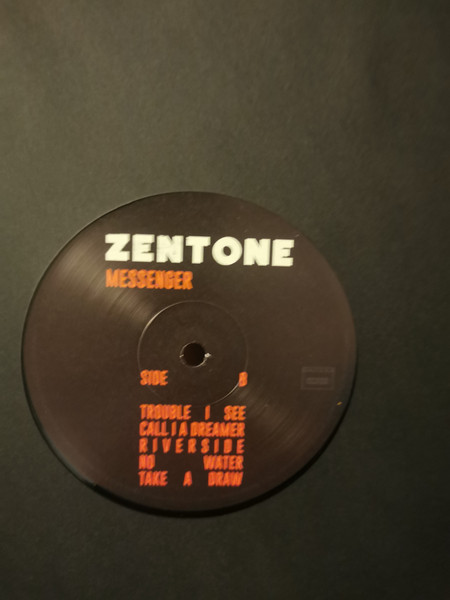 ZENTONE
MESSENGER
SIDE B
TROUBLE I SEE
CALL I A DREAMER
RIVERSIDE
NO WATER
TAKE A DRAW